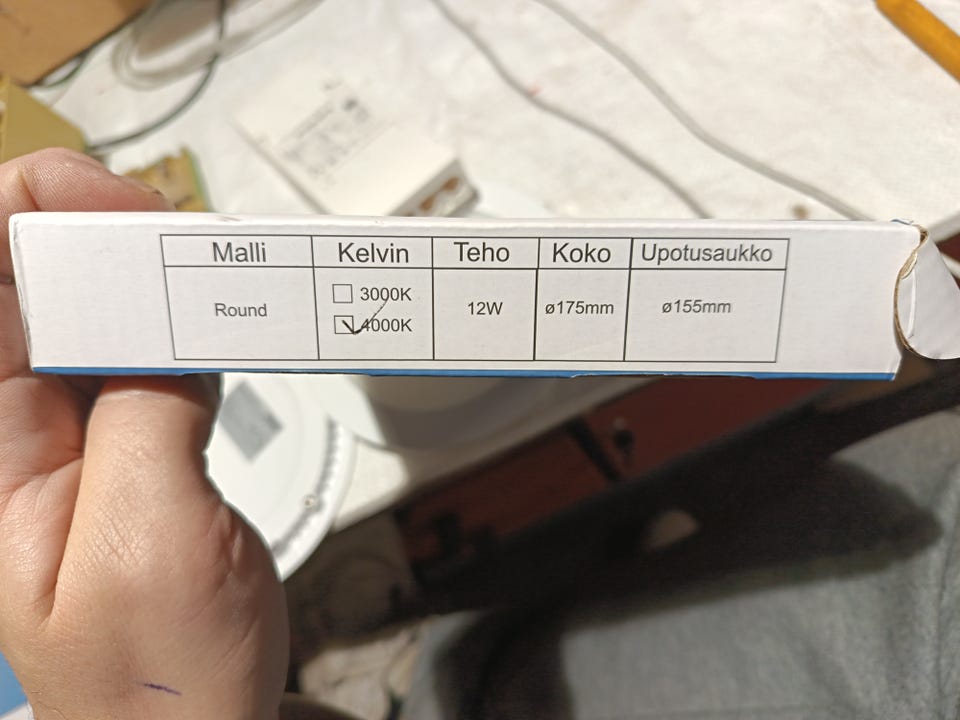 Malli Kelvin Teho Koko Upotusaukko
Round 3000K 12W ø175mm ø155mm
4000K